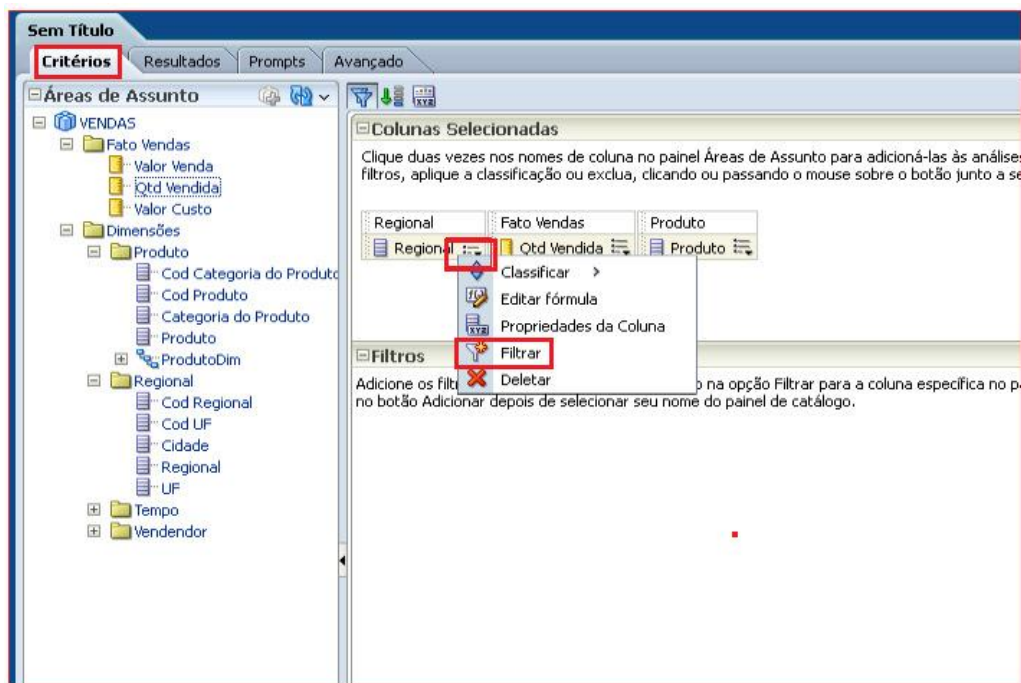 Sem Título
Critérios Resultados Prompts Avançado
Áreas de Assunto
VENDAS
Fato Vendas
Valor Venda
Qtd Vendida
Valor Custo
Dimensões
Produto
Cod Categoria do Produto
Cod Produto
Categoria do Produto
Produto
ProdutoDim
Regional
Cod Regional
Cod UF
Cidade
Regional
UF
Tempo
Vendendor
XYZ
Colunas Selecionadas
Clique duas vezes nos nomes de coluna no painel Áreas de Assunto para adicioná-las às análises
filtros, aplique a classificação ou exclua, clicando ou passando o mouse sobre o botão junto a se
Regional Fato Vendas Produto
Regional Qtd Vendida Produto
Classificar
Editar fórmula
XYZ Propriedades da Coluna
Filtrar
Deletar
Filtros
Adicione os na opção Filtrar para a coluna específica no
no botão Adicionar depois de selecionar seu nome do painel de catálogo.